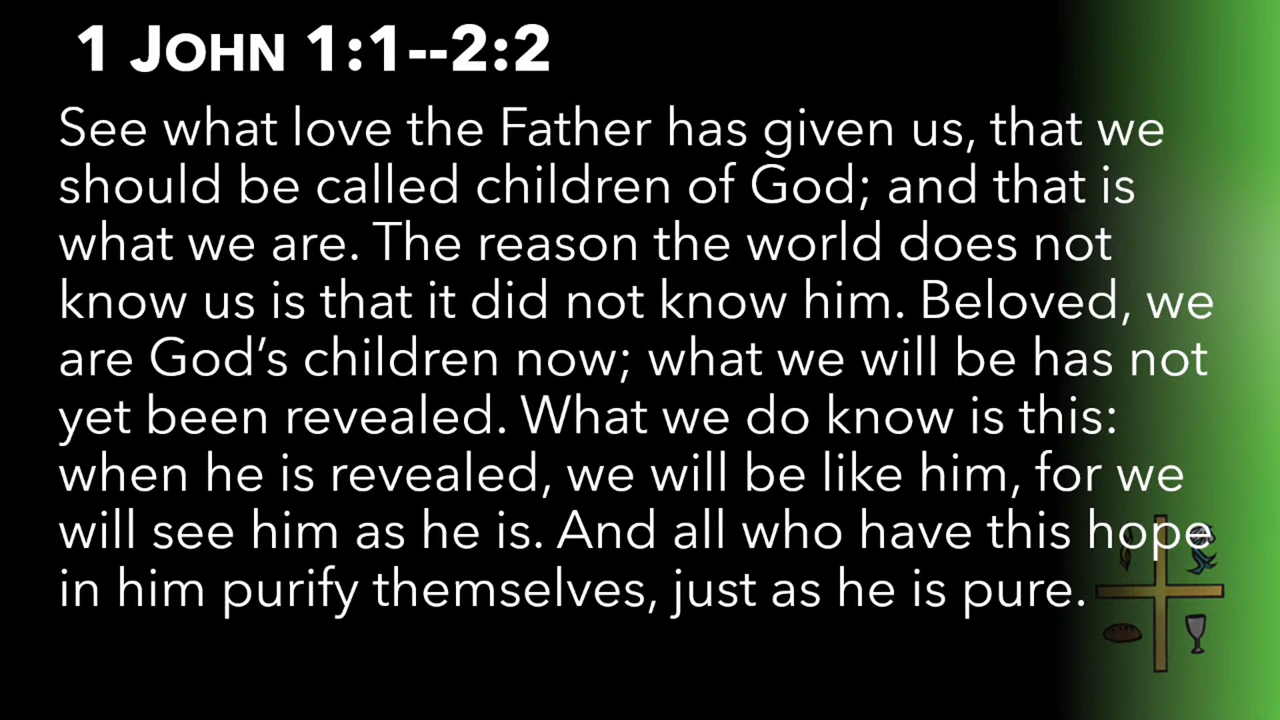 1 JOHN 1:1--2:2
See what love the Father has given us, that we
should be called children of God; and that is
what we are. The reason the world does not
know us is that it did not know him. Beloved, we
are God’s children now; what we will be has not
yet been revealed. What we do know is this:
when he is revealed, we will be like him, for we
will see him as he is. And all who have this hope
in him purify themselves, just as he is pure.